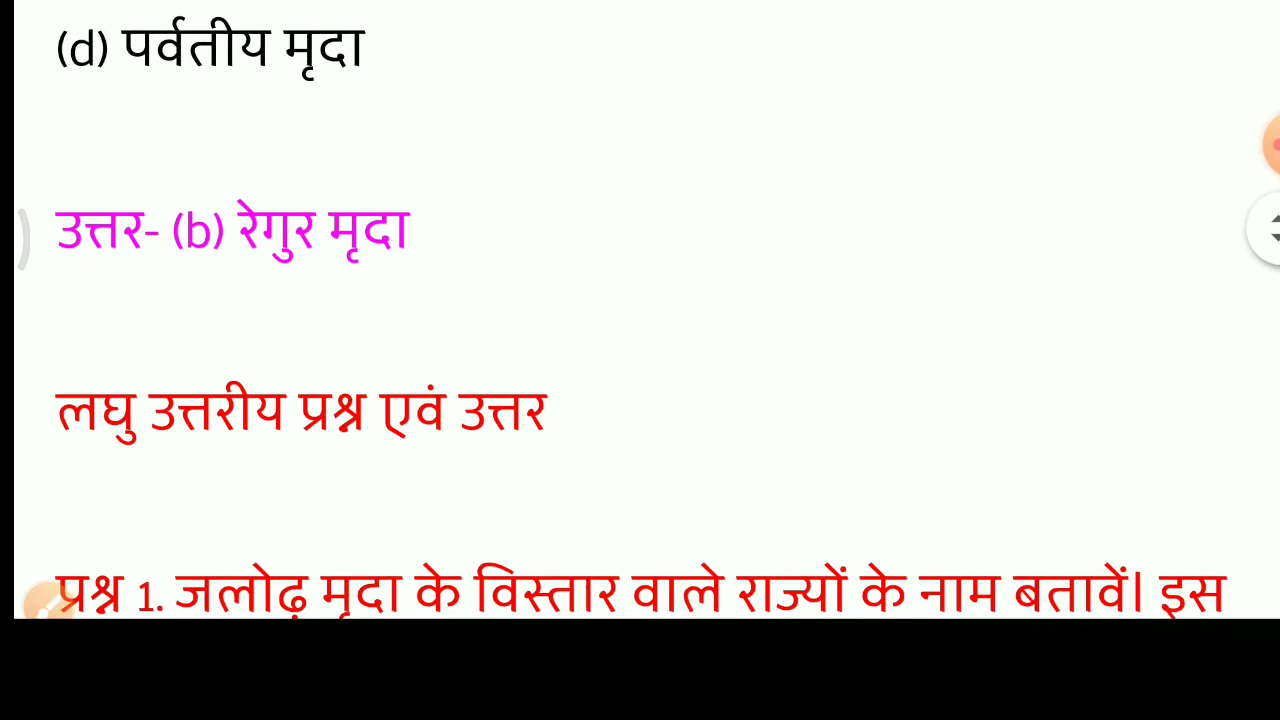 (d) पर्वतीय मृदा
उत्तर- (b) रेगुर मृदा
लघु उत्तरीय प्रश्न एवं उत्तर
प्रश्न 1. जलोढ़ मृदा के विस्तार वाले राज्यों के नाम बतावें। इस